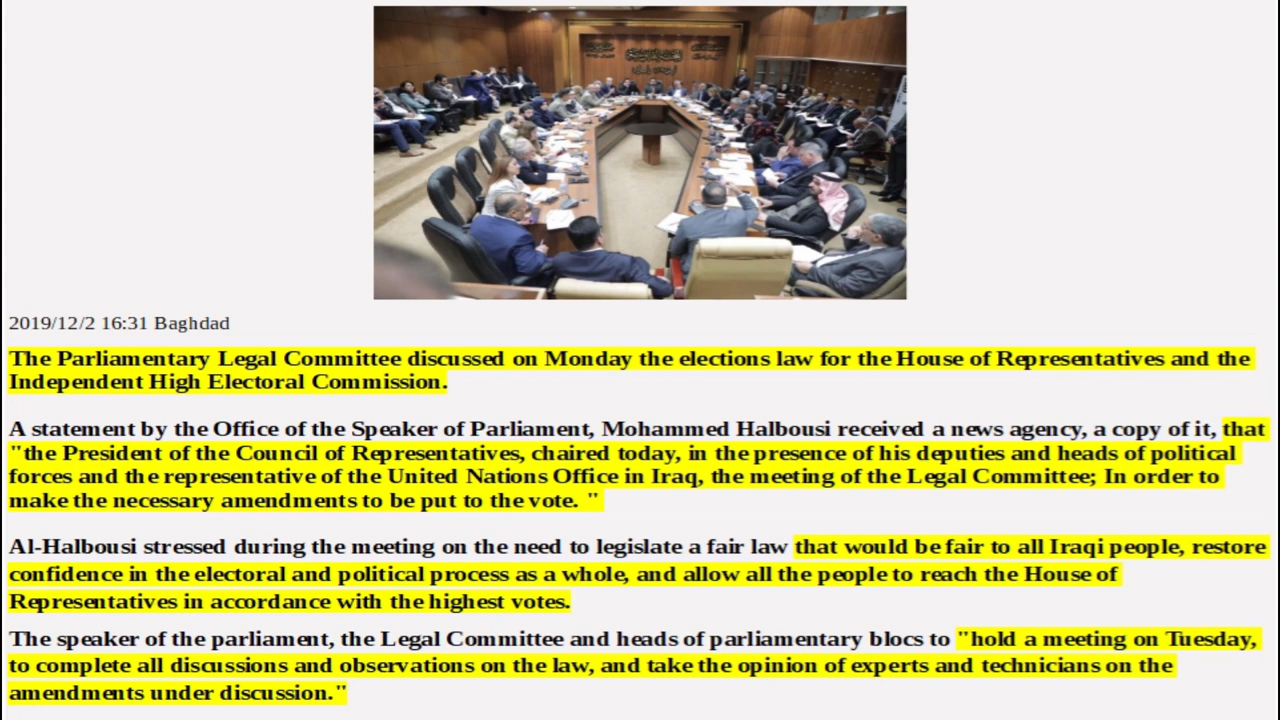 2019/12/2 16:31 Baghdad
The Parliamentary Legal Committee discussed on Monday the elections law for the House of Representatives and the
Independent High Electoral Commission.
A statement by the Office of the Speaker of Parliament, Mohammed Halbousi received a news agency, a copy of it, that
"the President of the Council of Representatives, chaired today, in the presence of his deputies and heads of political
forces and the representative of the United Nations Office in Iraq, the meeting of the Legal Committee; In order to
make the necessary amendments to be put to the vote. "
Al-Halbousi stressed during the meeting on the need to legislate a fair law that would be fair to all Iraqi people, restore
confidence in the electoral and political process as a whole, and allow all the people to reach the House of
Representatives in accordance with the highest votes.
The speaker of the parliament, the Legal Committee and heads of parliamentary blocs to "hold a meeting on Tuesday,
to complete all discussions and observations on the law, and take the opinion of experts and technicians on the
amendments under discussion."